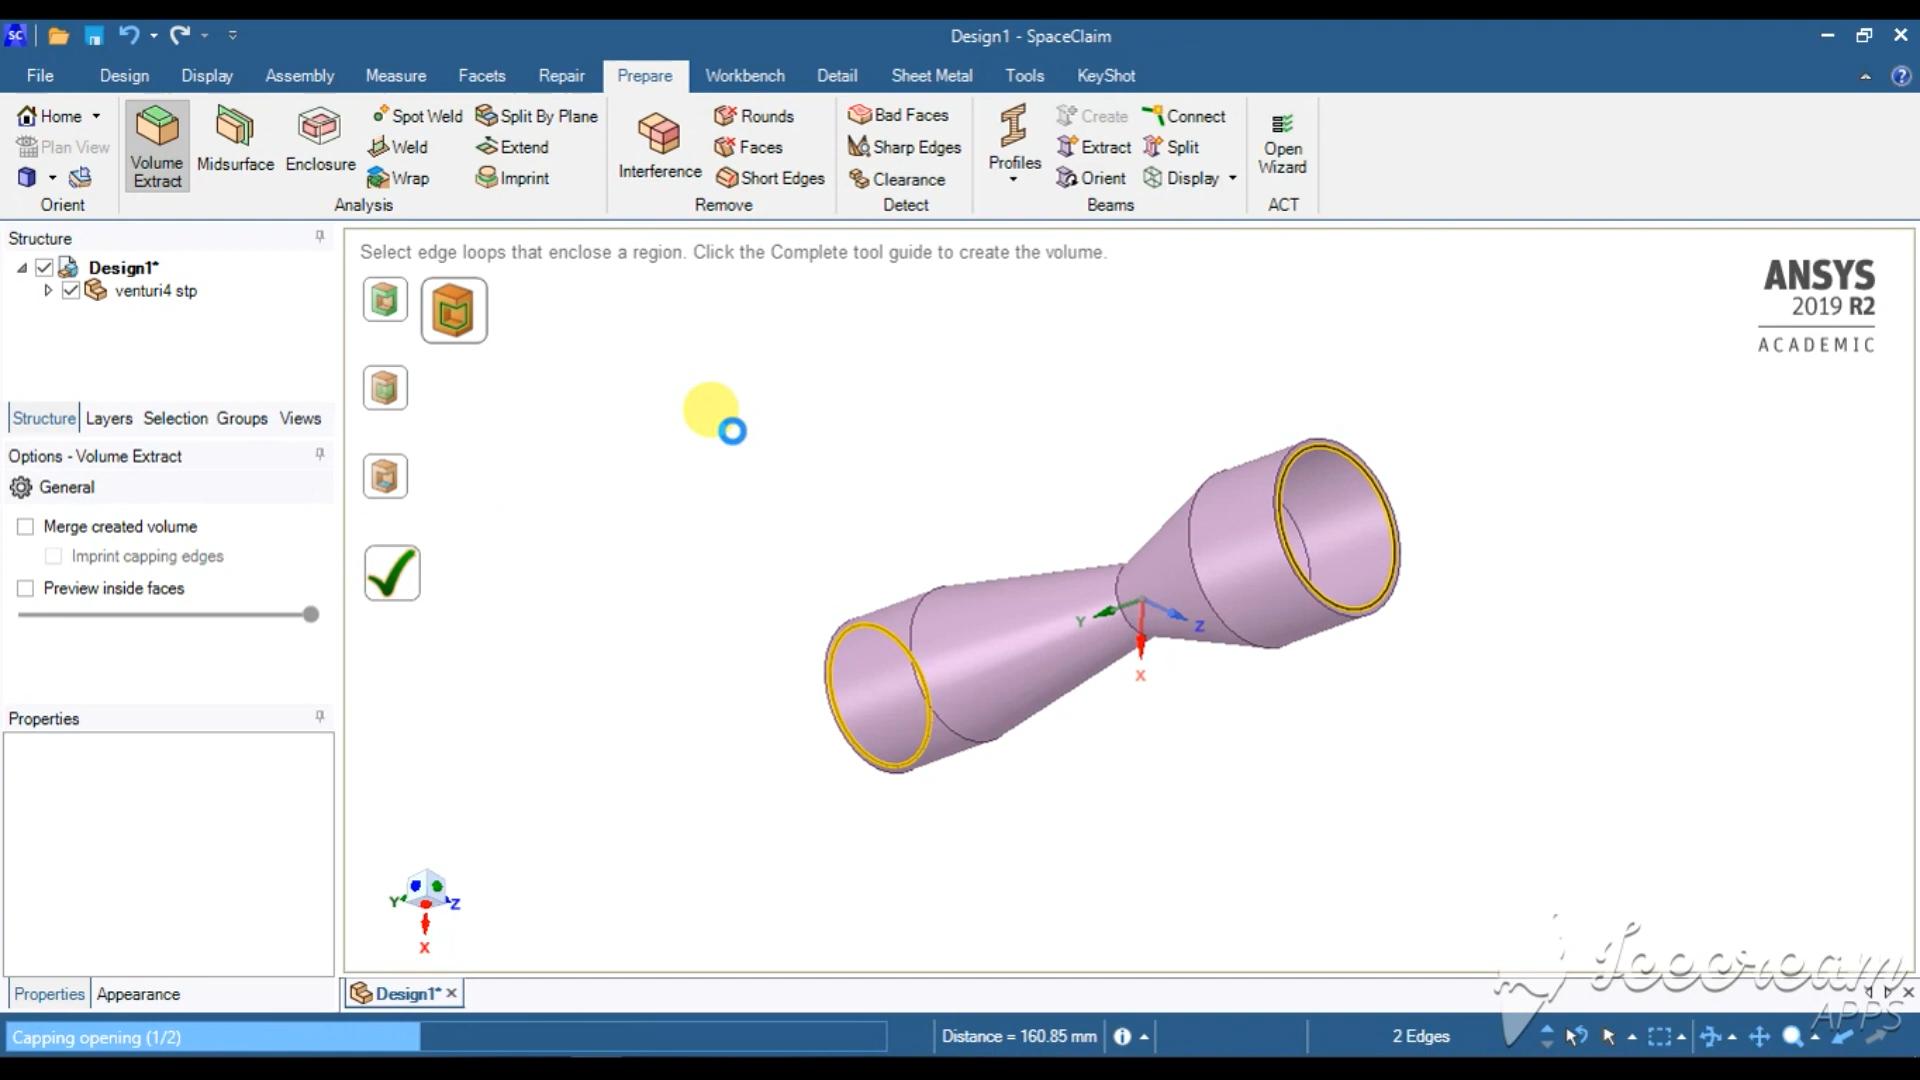 SC
Design1 - SpaceClaim
File Design Display Assembly Measure Facets Repair Prepare Workbench Detail Sheet Metal Tools KeyShot
Home
Plan View
Orient
Volume
Extract
Midsurface
Enclosure
Spot Weld
Weld
Wrap
Split By Plane
Extend
Imprint
Analysis
Interference
Rounds
Faces
Short Edges
Remove
Bad Faces
Sharp Edges
Clearance
Detect
Profiles
Create
Extract
Orient
Connect
Split
Display
Beams
Open
Wizard
ACT
Structure
Design1*
venturi4 stp
Structure Layers Selection Groups Views
Options - Volume Extract
General
Merge created volume
Imprint capping edges
Preview inside faces
Properties
Properties Appearance
Select edge loops that enclose a region. Click the Complete tool guide to create the volume.
ANSYS
2019 R2
ACADEMIC
Y
Z
X
Y
Z
X
Design1*
Icecream
APPS
Capping opening (1/2)
Distance = 160.85 mm
2 Edges